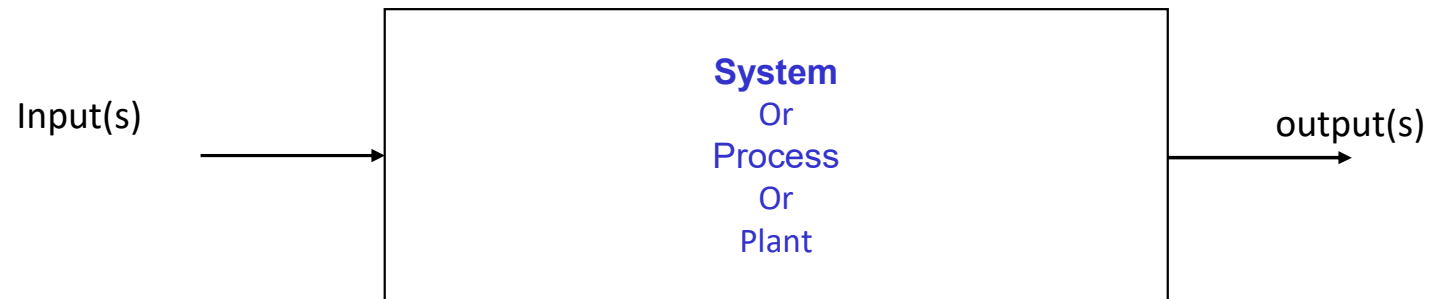 Input(s)
System
Or
Process
Or
Plant
output(s)